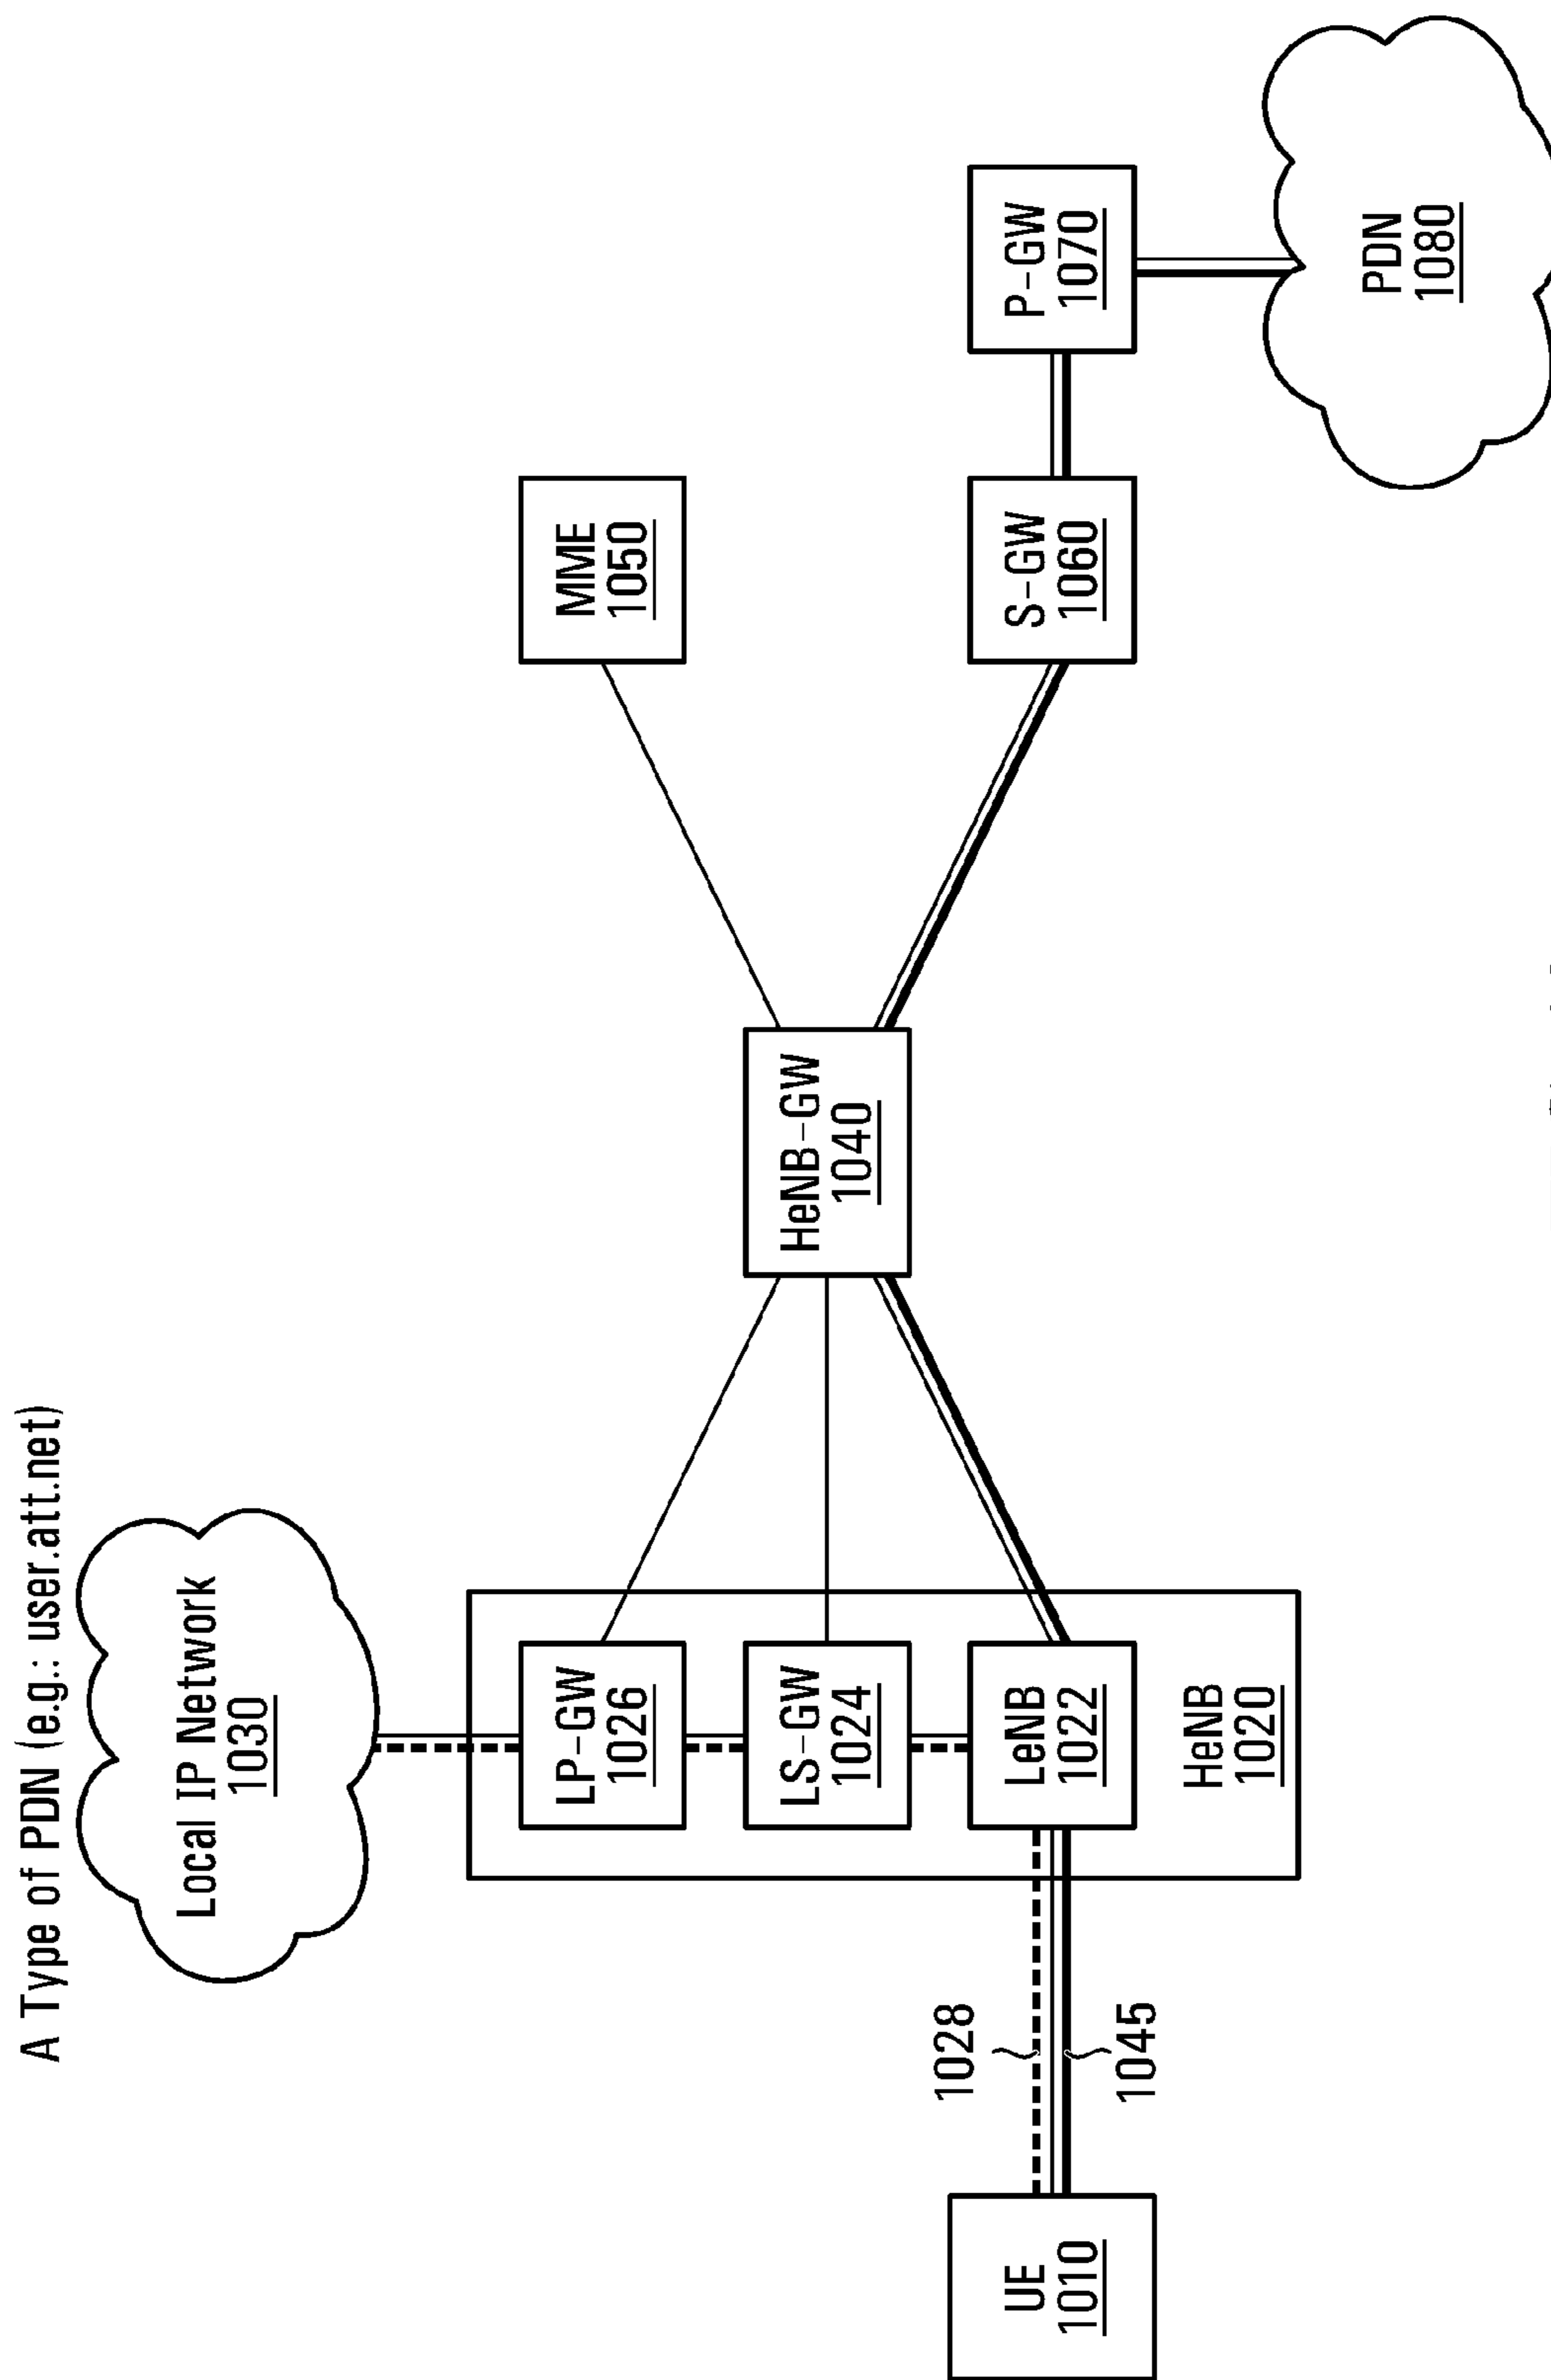 A Type of PDN (e.g.: user.att.net)
Local IP Network
1030
LP-GW
1026
LS-GW
1024
LeNB
1022
HeNB
1020
UE
1010
1028
1045
HeNB-GW
1040
MME
1050
S-GW
1060
P-GW
1070
PDN
1080